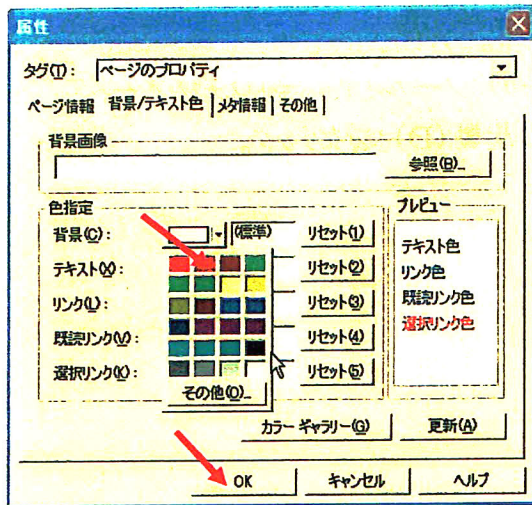 属性
タグ(T): ページのプロパティ
ページ情報 背景/テキスト色 メタ情報 その他
背景画像
参照(B)...
色指定
背景(C): (標準) リセット(1)
テキスト(X): リセット(2)
リンク(L): リセット(3)
既読リンク(V): リセット(4)
選択リンク(K): リセット(5)
その他(O)...
プレビュー
テキスト色
リンク色
既読リンク色
選択リンク色
カラー ギャラリー(G) 更新(A)
OK キャンセル ヘルプ